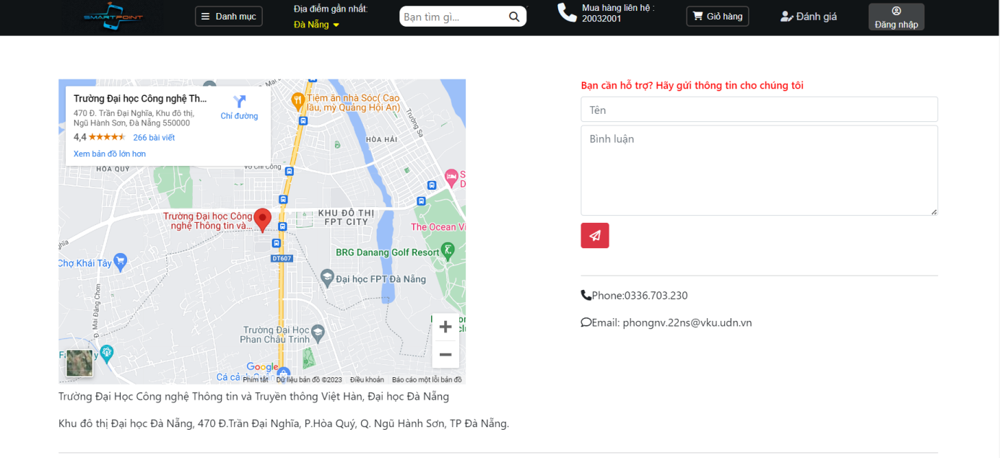 SMARTPOINT
Danh mục
Địa điểm gần nhất:
Đà Nẵng
Bạn tìm gì...
Mua hàng liên hệ :
20032001
Giỏ hàng
Đánh giá
Đăng nhập
Trường Đại học Công nghệ Th...
470 Đ. Trần Đại Nghĩa, Khu đô thị,
Ngũ Hành Sơn, Đà Nẵng 550000
4,4
266 bài viết
Xem bản đồ lớn hơn
Chỉ đường
Tiệm ăn nhà Sóc( Cao
lầu, mỳ Quảng Hội An)
Trường Sa
HÒA HẢI
HÒA QUÝ
Võ Chí Công
Trường Đại học Công
nghệ Thông tin và...
KHU ĐÔ THỊ
FPT CITY
The Ocean Vi
BRG Danang Golf Resort
DT607
Chợ Khái Tây
Đại học FPT Đà Nẵng
Đ. Mai Đăng Chơn
Trường Đại Học
Phan Châu Trinh
Google
Phím tắt
Dữ liệu bản đồ ©2023
Điều khoản
Báo cáo một lỗi bản đồ
Trường Đại Học Công nghệ Thông tin và Truyền thông Việt Hàn, Đại học Đà Nẵng
Khu đô thị Đại học Đà Nẵng, 470 Đ.Trần Đại Nghĩa, P.Hòa Quý, Q. Ngũ Hành Sơn, TP Đà Nẵng.
Bạn cần hỗ trợ? Hãy gửi thông tin cho chúng tôi
Tên
Bình luận
Phone:0336.703.230
Email: phongnv.22ns@vku.udn.vn